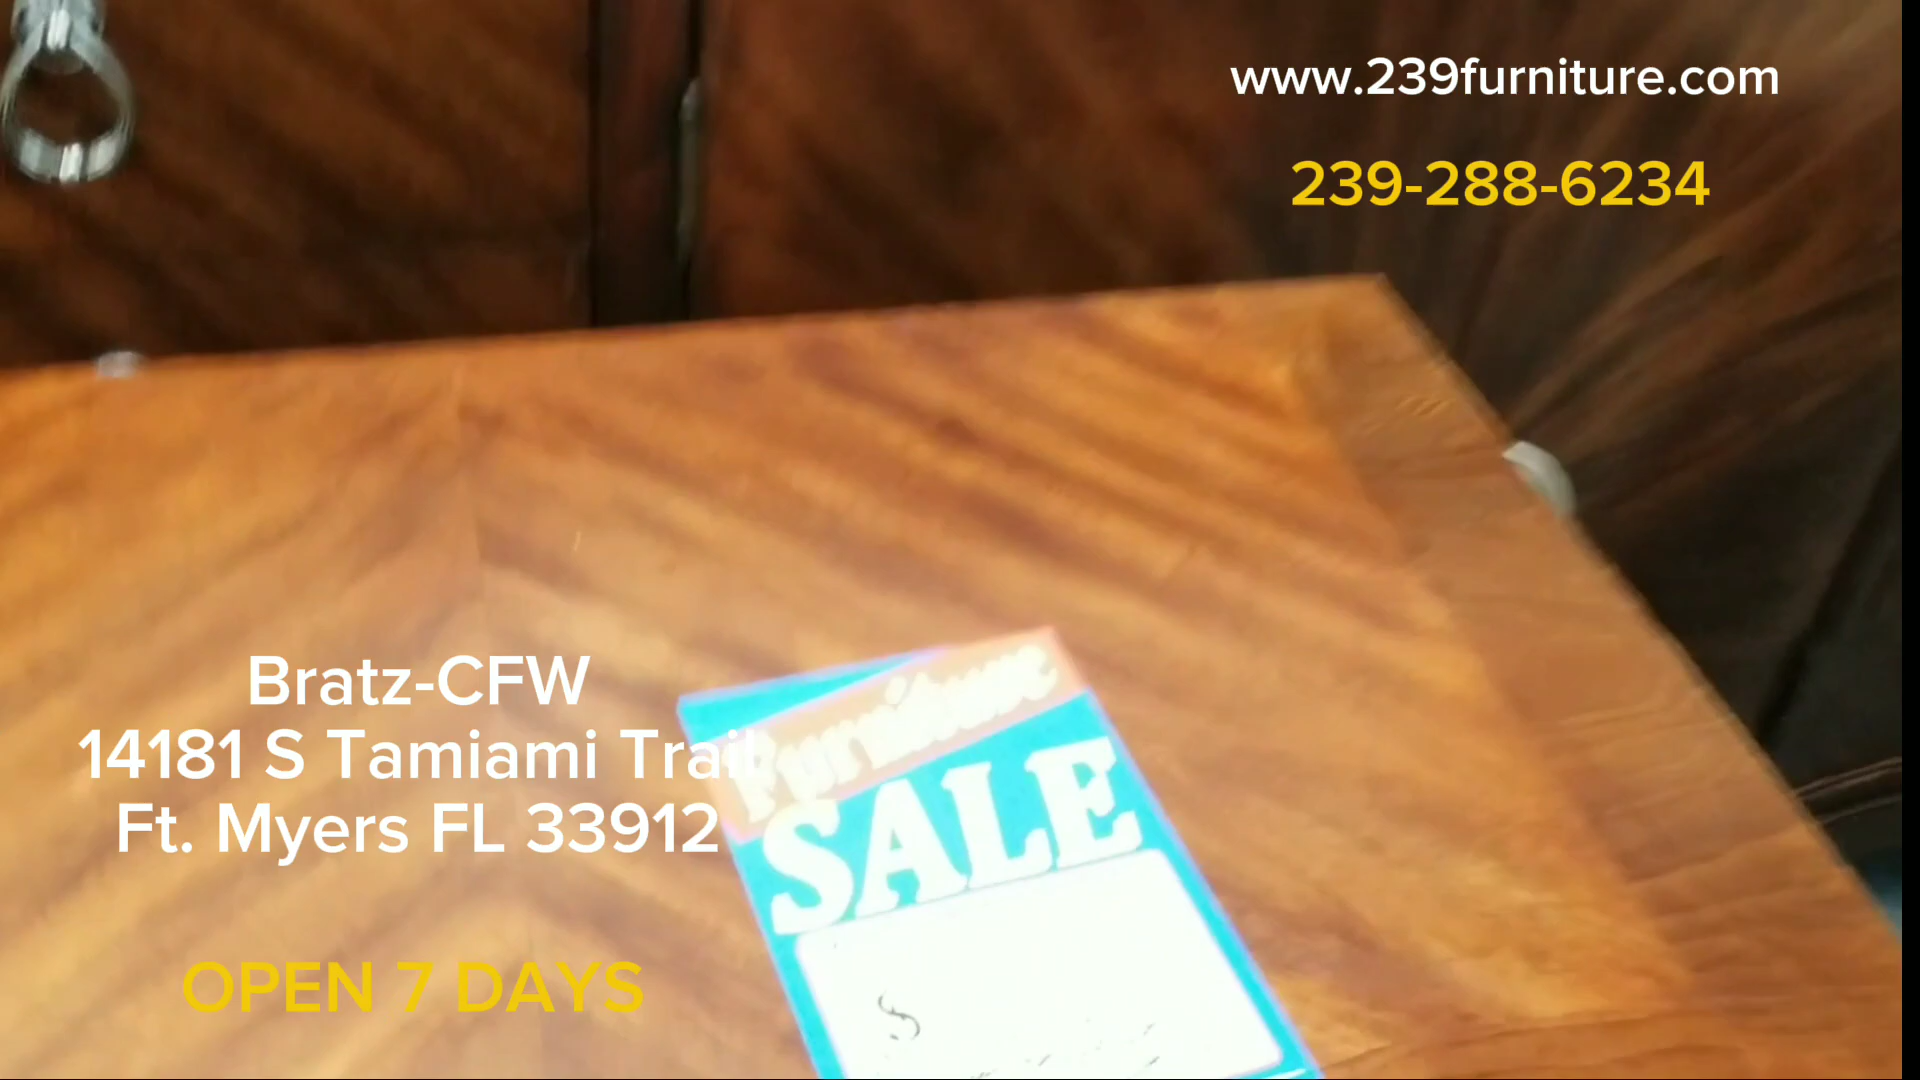 www.239furniture.com
239-288-6234
Bratz-CFW
14181 S Tamiami Trail
Ft. Myers FL 33912
OPEN 7 DAYS
Furniture
SALE
$